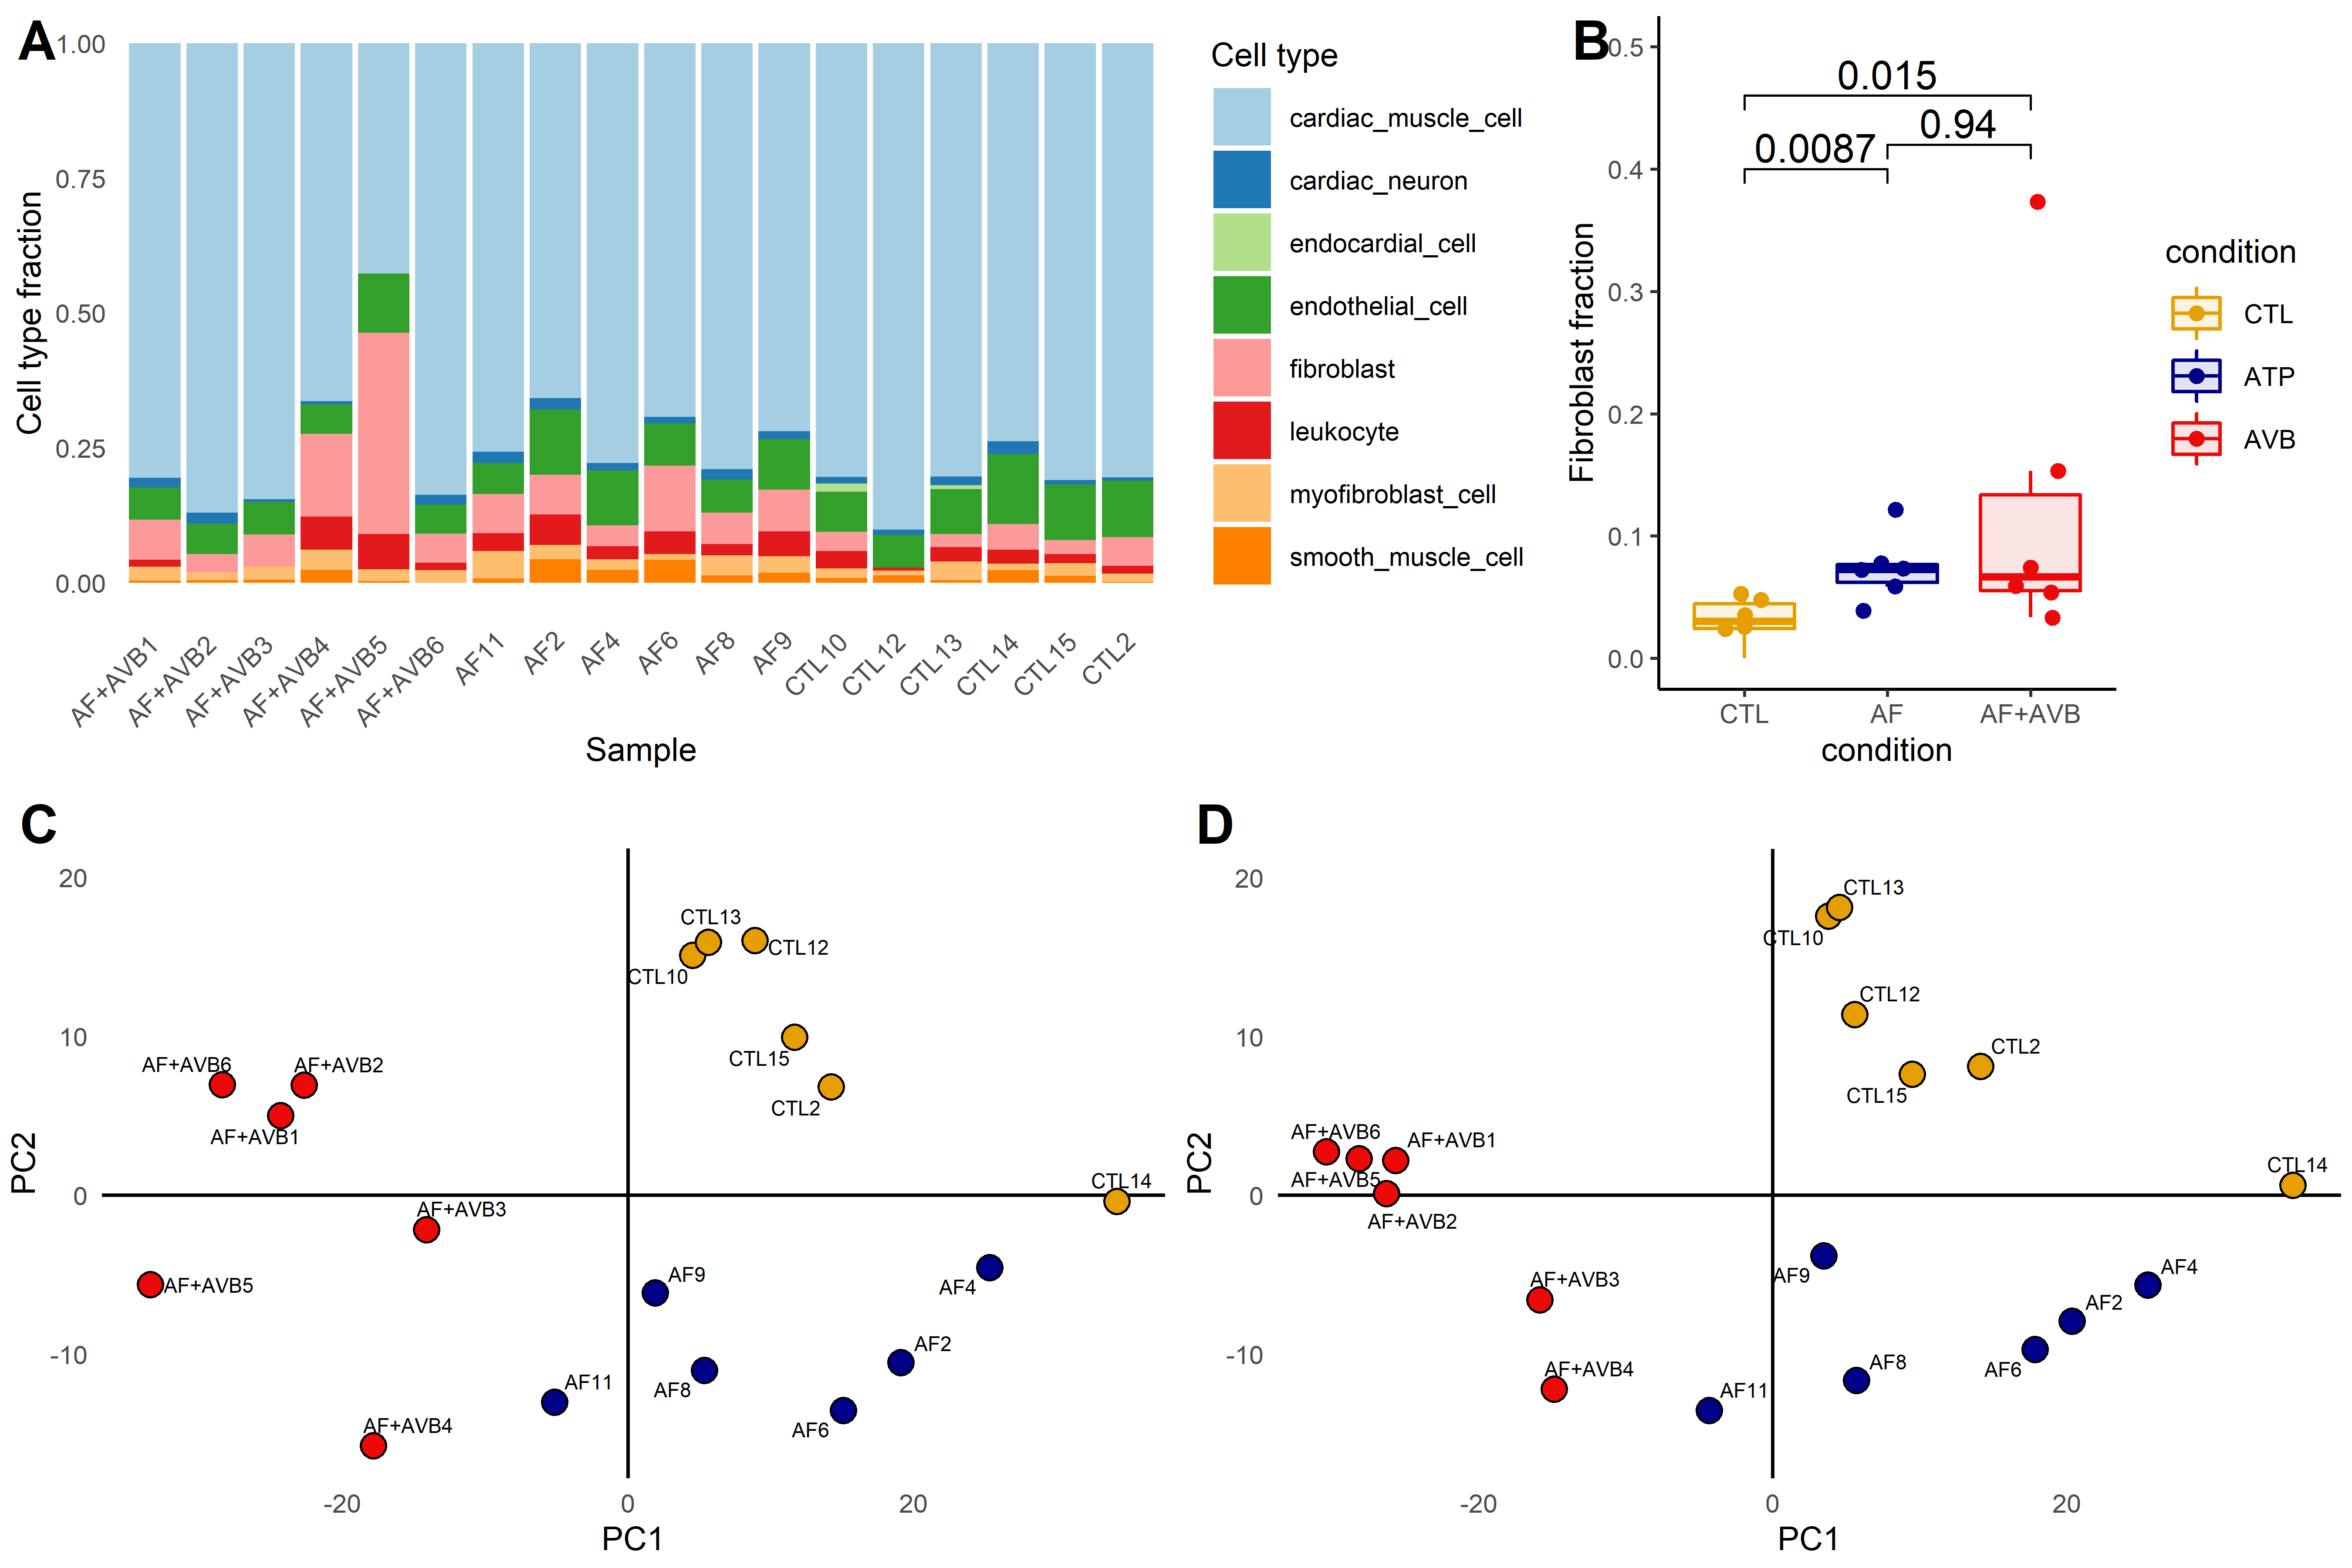 A
1.00
0.75
0.50
0.25
0.00
Cell type fraction
AF+AVB1
AF+AVB2
AF+AVB3
AF+AVB4
AF+AVB5
AF+AVB6
AF11
AF2
AF4
AF6
AF8
AF9
CTL10
CTL12
CTL13
CTL14
CTL15
CTL2
Sample
Cell type
cardiac_muscle_cell
cardiac_neuron
endocardial_cell
endothelial_cell
fibroblast
leukocyte
myofibroblast_cell
smooth_muscle_cell
B
0.5
0.4
0.3
0.2
0.1
0.0
Fibroblast fraction
0.015
0.94
0.0087
CTL
AF
AF+AVB
condition
condition
CTL
ATP
AVB
C
20
10
0
-10
PC2
CTL13
CTL12
CTL10
CTL15
CTL2
AF+AVB6
AF+AVB2
AF+AVB1
CTL14
AF+AVB3
AF+AVB5
AF9
AF4
AF2
AF11
AF8
AF6
AF+AVB4
-20
0
20
PC1
D
20
10
0
-10
PC2
CTL13
CTL10
CTL12
CTL2
CTL15
AF+AVB6
AF+AVB1
AF+AVB5
AF+AVB2
CTL14
AF9
AF4
AF+AVB3
AF2
AF6
AF8
AF+AVB4
AF11
-20
0
20
PC1